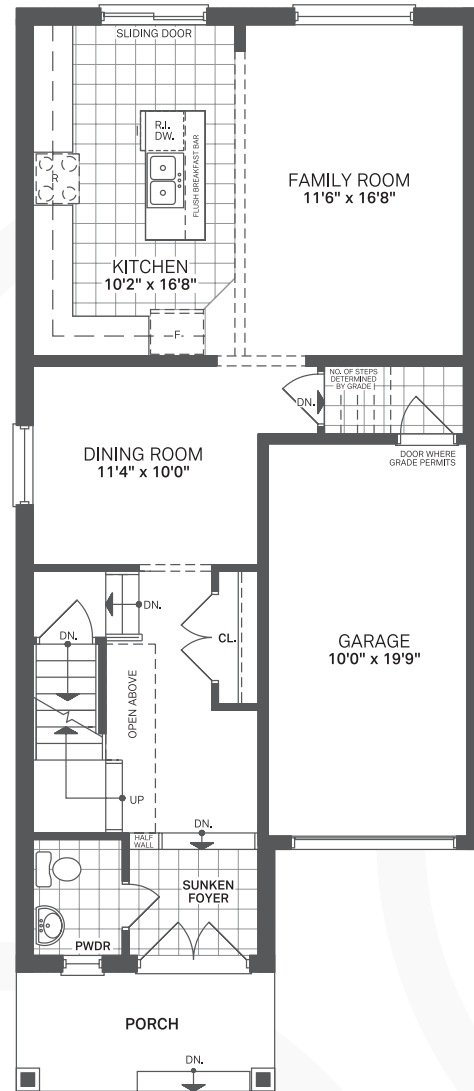 SLIDING DOOR
R.I.
DW.
FLUSH BREAKFAST BAR
R
FAMILY ROOM
11'6" x 16'8"
KITCHEN
10'2" x 16'8"
F.
NO. OF STEPS
DETERMINED
BY GRADE
DN.
DOOR WHERE
GRADE PERMITS
DINING ROOM
11'4" x 10'0"
DN.
DN.
CL.
GARAGE
10'0" x 19'9"
OPEN ABOVE
UP
DN.
HALF
WALL
SUNKEN
FOYER
PWDR
PORCH
DN.